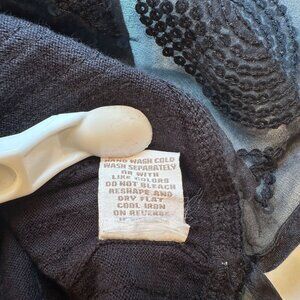 HAND WASH COLD
WASH SEPARATELY
OR WITH
LIKE COLORS
DO NOT BLEACH
RESHAPE AND
DRY FLAT
COOL IRON
ON REVERSE